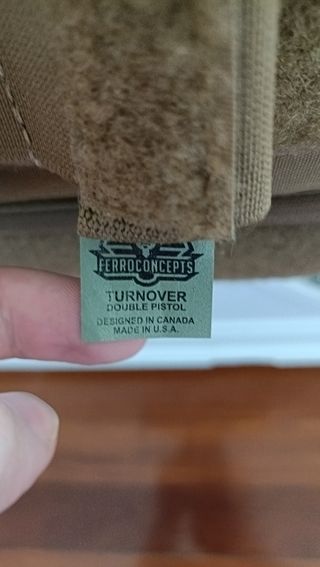 FERROCONCEPTS
TURNOVER
DOUBLE PISTOL
DESIGNED IN CANADA
MADE IN U.S.A.